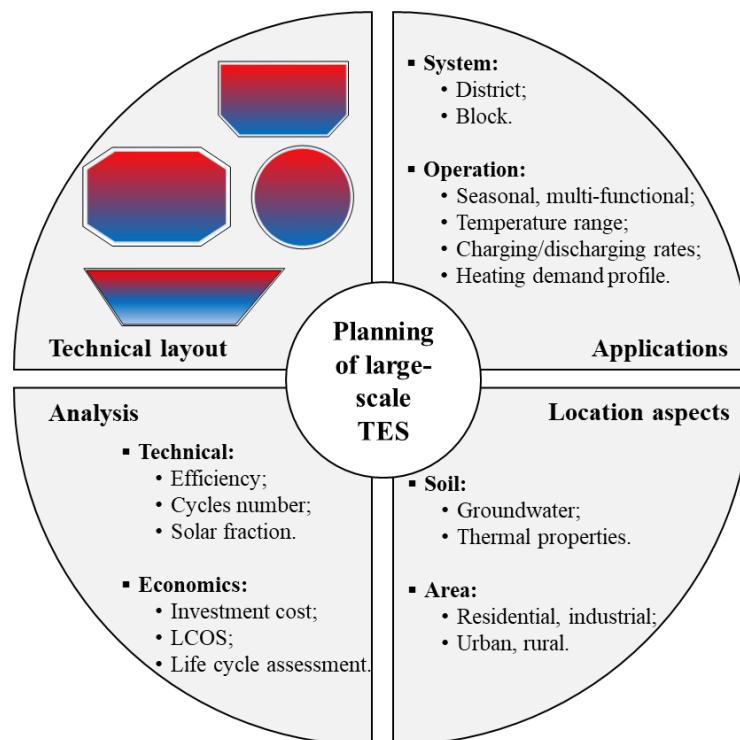 Technical layout
▪ System:
• District;
• Block.
▪ Operation:
• Seasonal, multi-functional;
• Temperature range;
• Charging/discharging rates;
• Heating demand profile.
Applications
Planning
of large-
scale
TES
Analysis
▪ Technical:
• Efficiency;
• Cycles number;
• Solar fraction.
▪ Economics:
• Investment cost;
• LCOS;
• Life cycle assessment.
Location aspects
▪ Soil:
• Groundwater;
• Thermal properties.
▪ Area:
• Residential, industrial;
• Urban, rural.